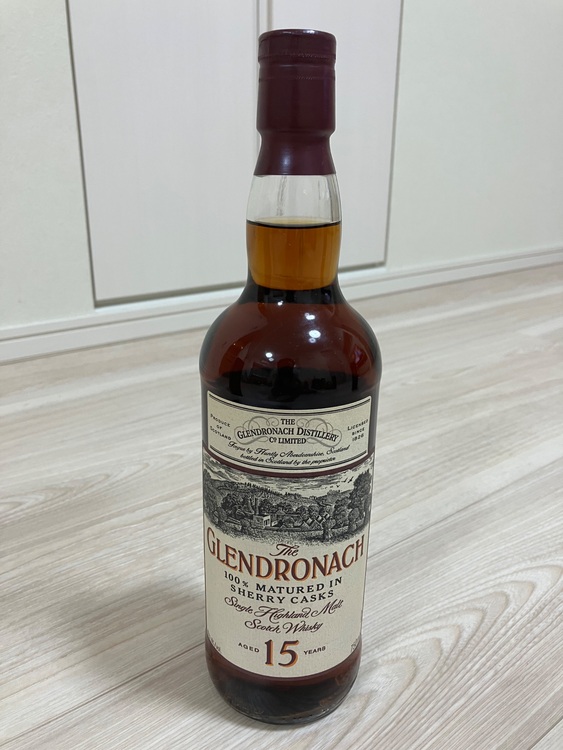 PRODUCE
OF
SCOTLAND
THE
GLENDRONACH DISTILLERY
Cº LIMITED
LICENSED
SINCE
1826
Forgue by Huntly Aberdeenshire, Scotland
bottled in Scotland by the proprietor
The
GLENDRONACH
100% MATURED IN
SHERRY CASKS
Single Highland Malt
Scotch Whisky
AGED 15 YEARS